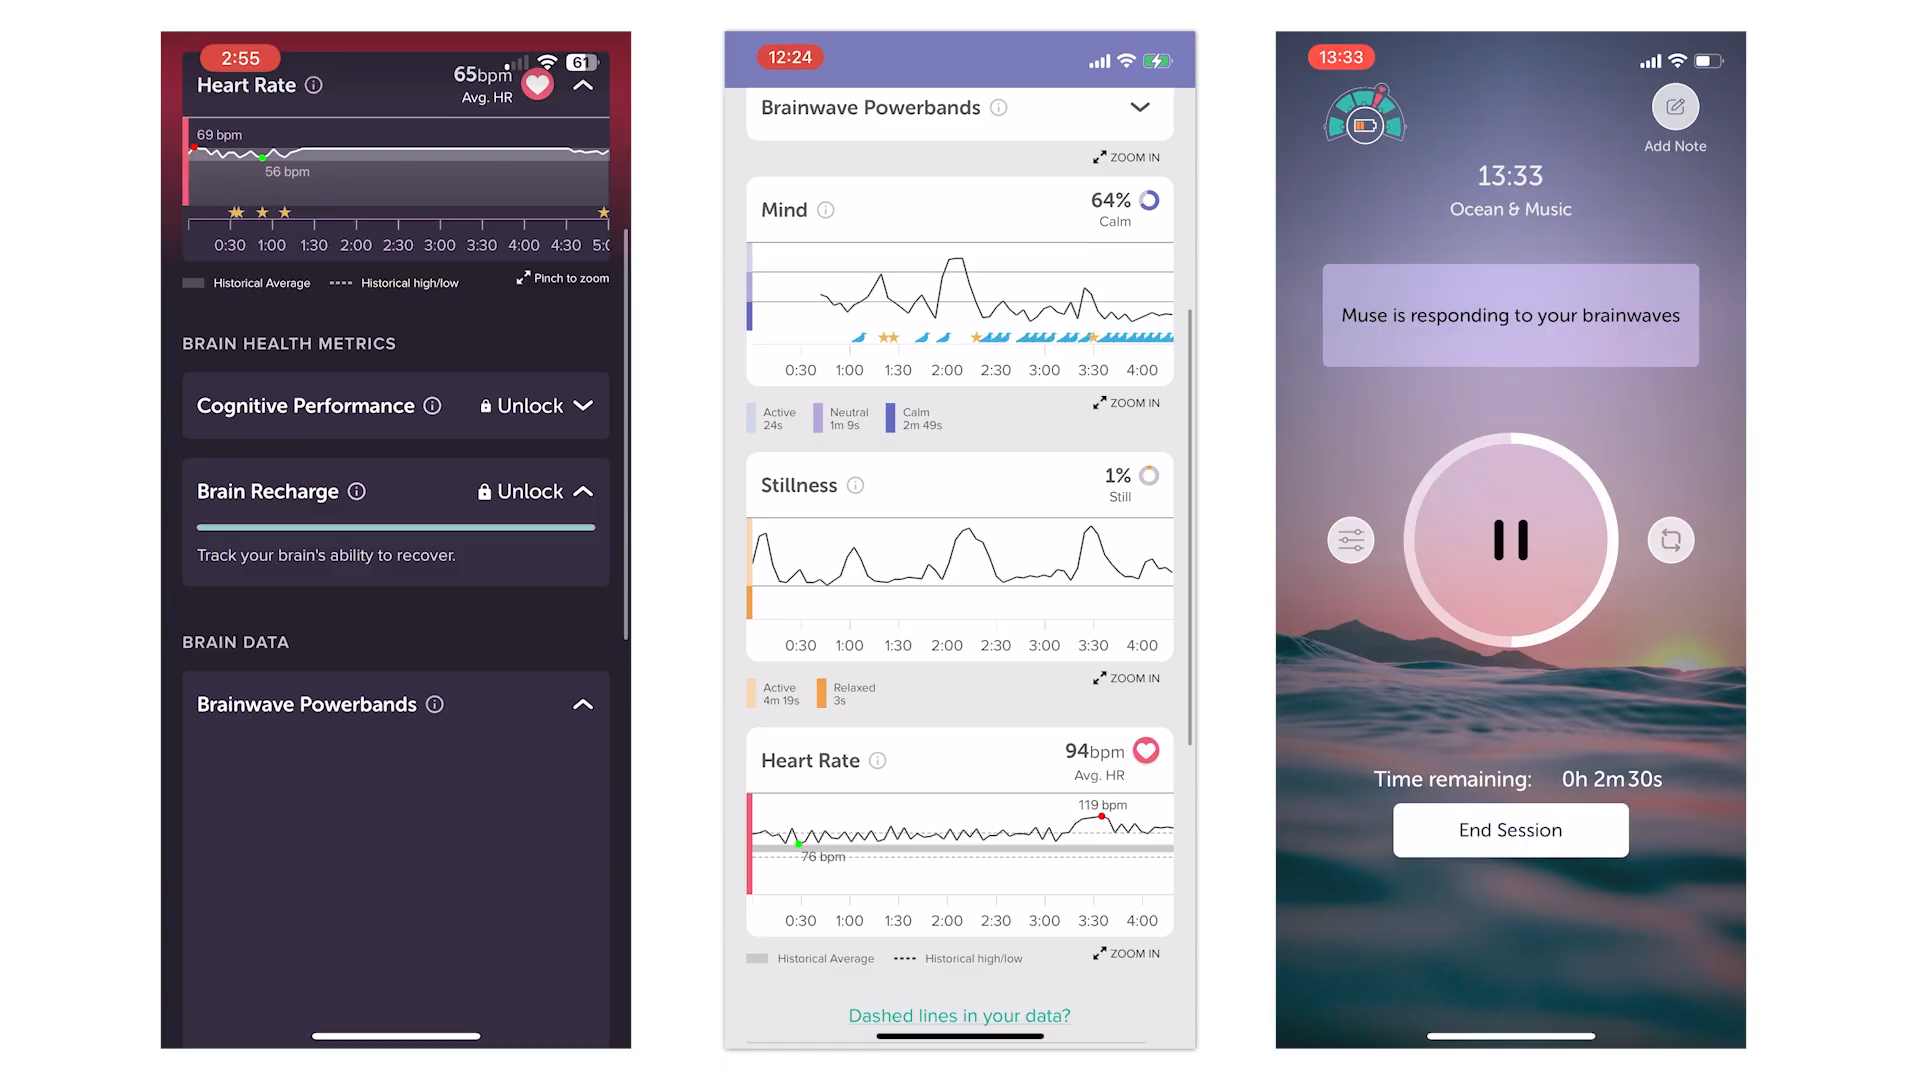 2:55
61
Heart Rate
65bpm
Avg. HR
69 bpm
56 bpm
0:30 1:00 1:30 2:00 2:30 3:00 3:30 4:00 4:30
Historical Average
Historical high/low
Pinch to zoom
BRAIN HEALTH METRICS
Cognitive Performance
Unlock
Brain Recharge
Unlock
Track your brain's ability to recover.
BRAIN DATA
Brainwave Powerbands
12:24
Brainwave Powerbands
ZOOM IN
Mind
64%
Calm
0:30 1:00 1:30 2:00 2:30 3:00 3:30 4:00
Active
24s
Neutral
1m 9s
Calm
2m 49s
ZOOM IN
Stillness
1%
Still
0:30 1:00 1:30 2:00 2:30 3:00 3:30 4:00
Active
4m 19s
Relaxed
3s
ZOOM IN
Heart Rate
94bpm
Avg. HR
119 bpm
76 bpm
0:30 1:00 1:30 2:00 2:30 3:00 3:30 4:00
Historical Average
Historical high/low
ZOOM IN
Dashed lines in your data?
13:33
Add Note
13:33
Ocean & Music
Muse is responding to your brainwaves
Time remaining: 0h 2m 30s
End Session